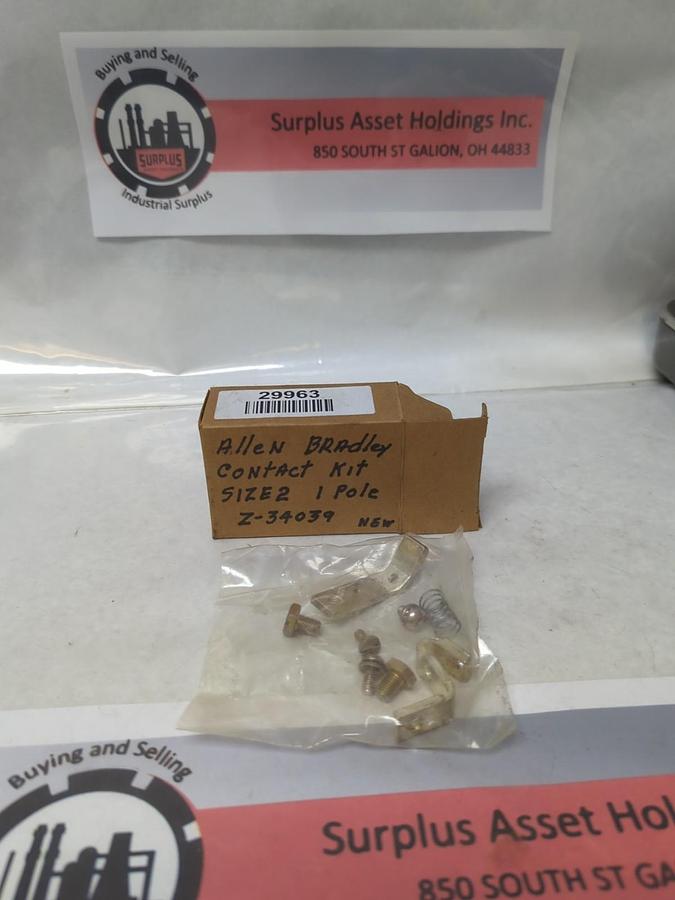 Buying and Selling
SURPLUS
Industrial Surplus
Surplus Asset Holdings Inc.
850 SOUTH ST GALION, OH 44833
29963
Allen BRAdley
CONTACT KIT
SIZE2 1 Pole
Z-34039 NEW
Buying and Selling
Surplus Asset Hol
850 SOUTH ST GA